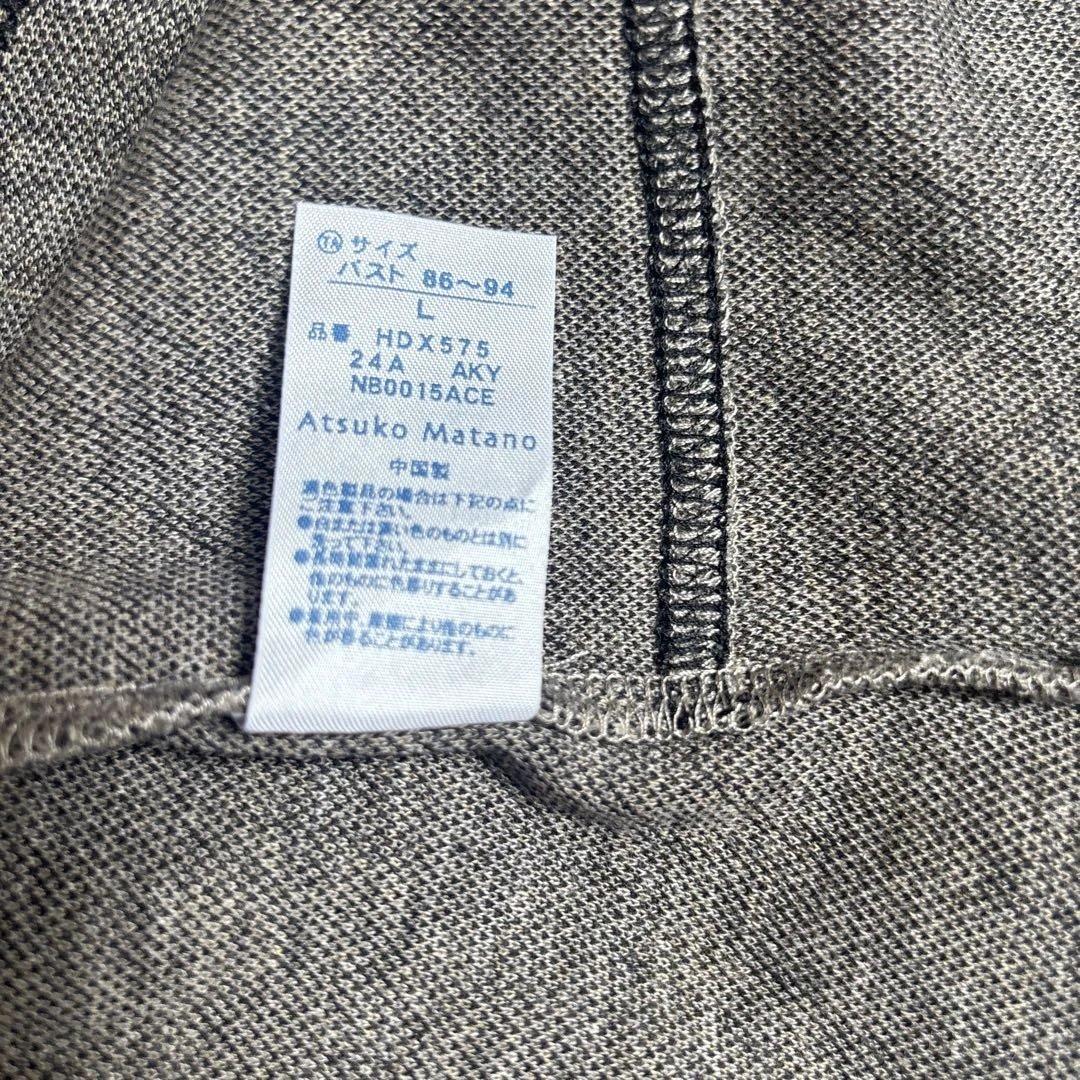 TA サイズ
バスト 86〜94
L
品番 HDX575
24A AKY
NB0015ACE
Atsuko Matano
中国製
濃色製品の場合は下記の点に
ご注意下さい。
●白または淡い色のものとは別に
洗って下さい。
●長時間濡れたままにしておくと、
他のものに色移りすることがあ
ります。
●着用中、摩擦により他のものに
色が移ることがあります。